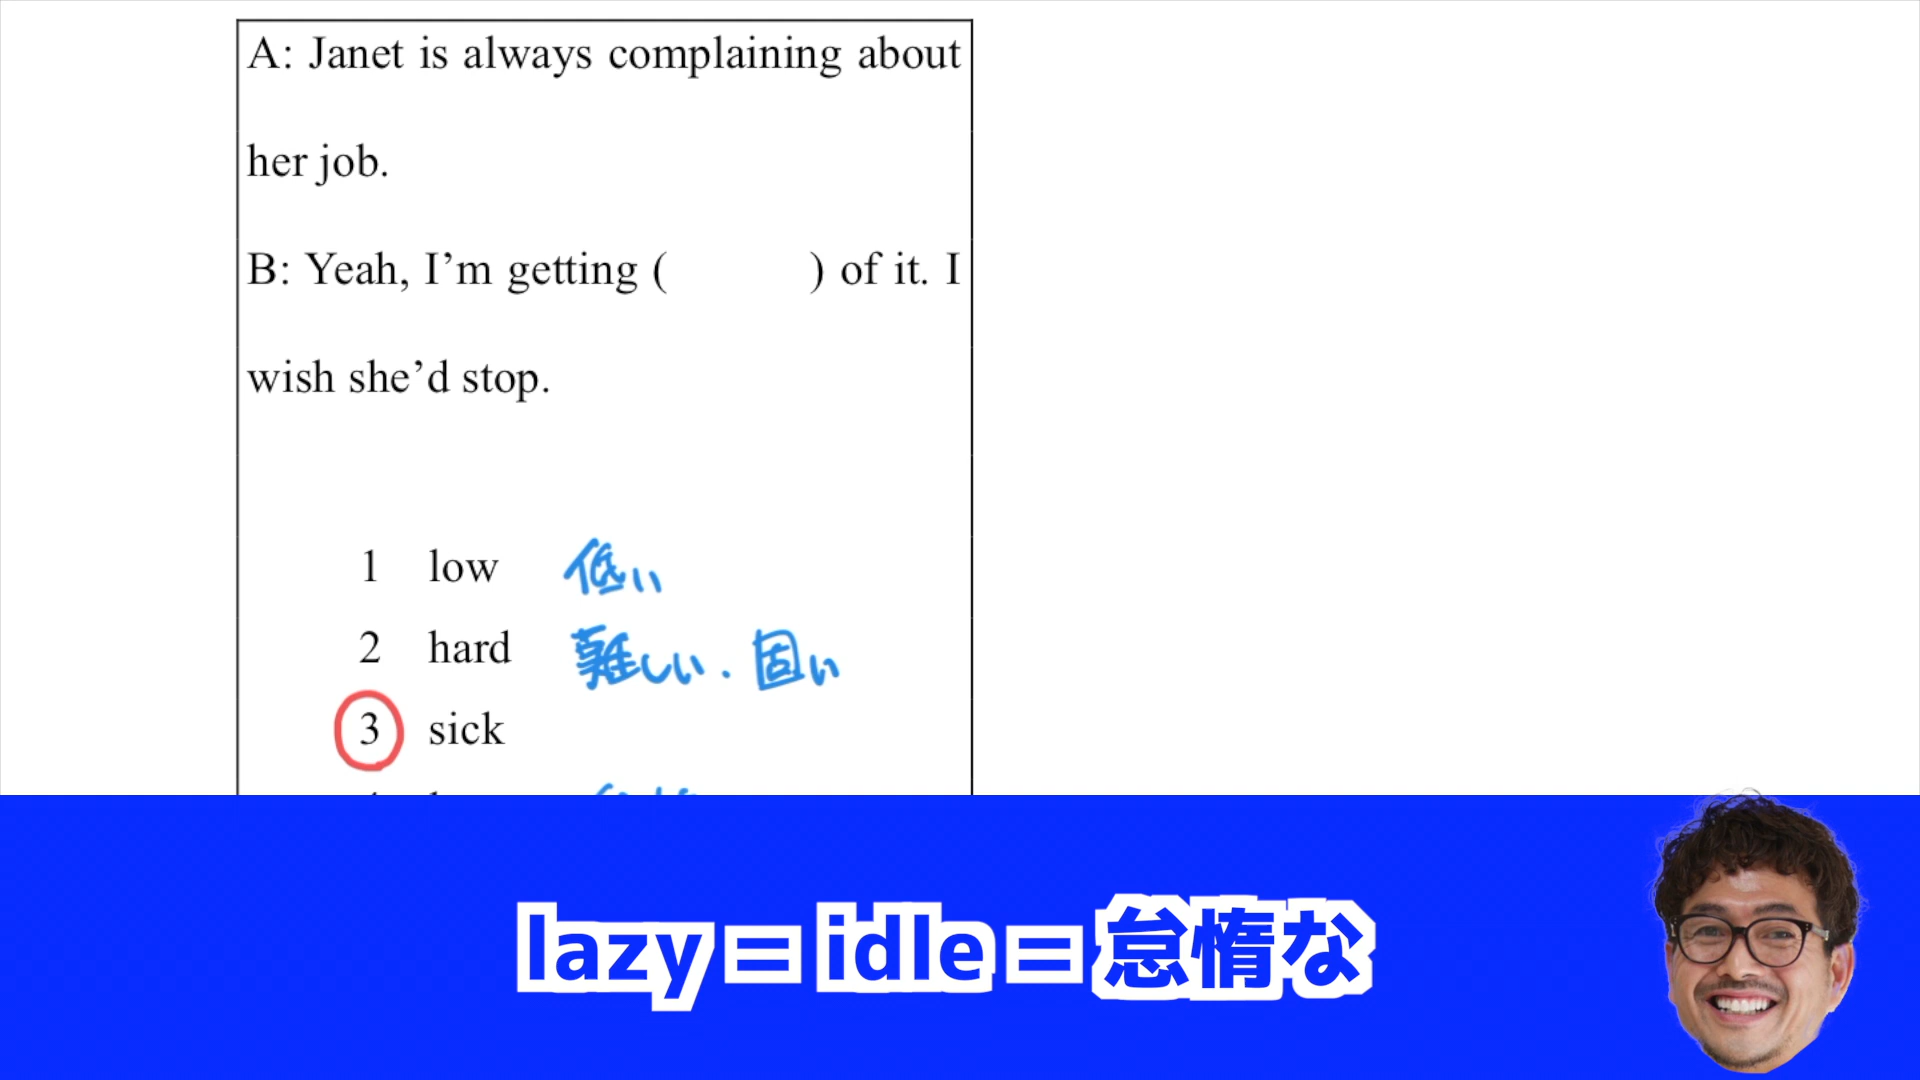 A: Janet is always complaining about
her job.
B: Yeah, I’m getting (          ) of it. I
wish she’d stop.
1 low 低い
2 hard 難しい・固い
3 sick
lazy=idle=怠惰な